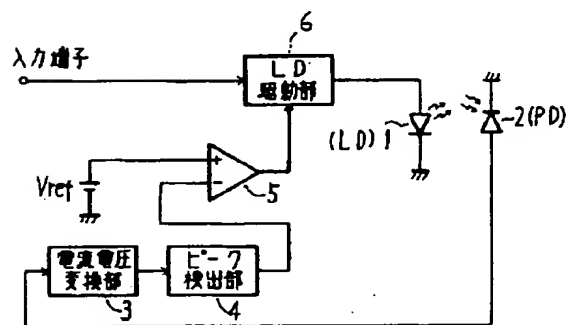 6
入力端子
LD
駆動部
(LD)1
2(PD)
Vref
+
-
5
電流電圧
変換部
3
ピーク
検出部
4